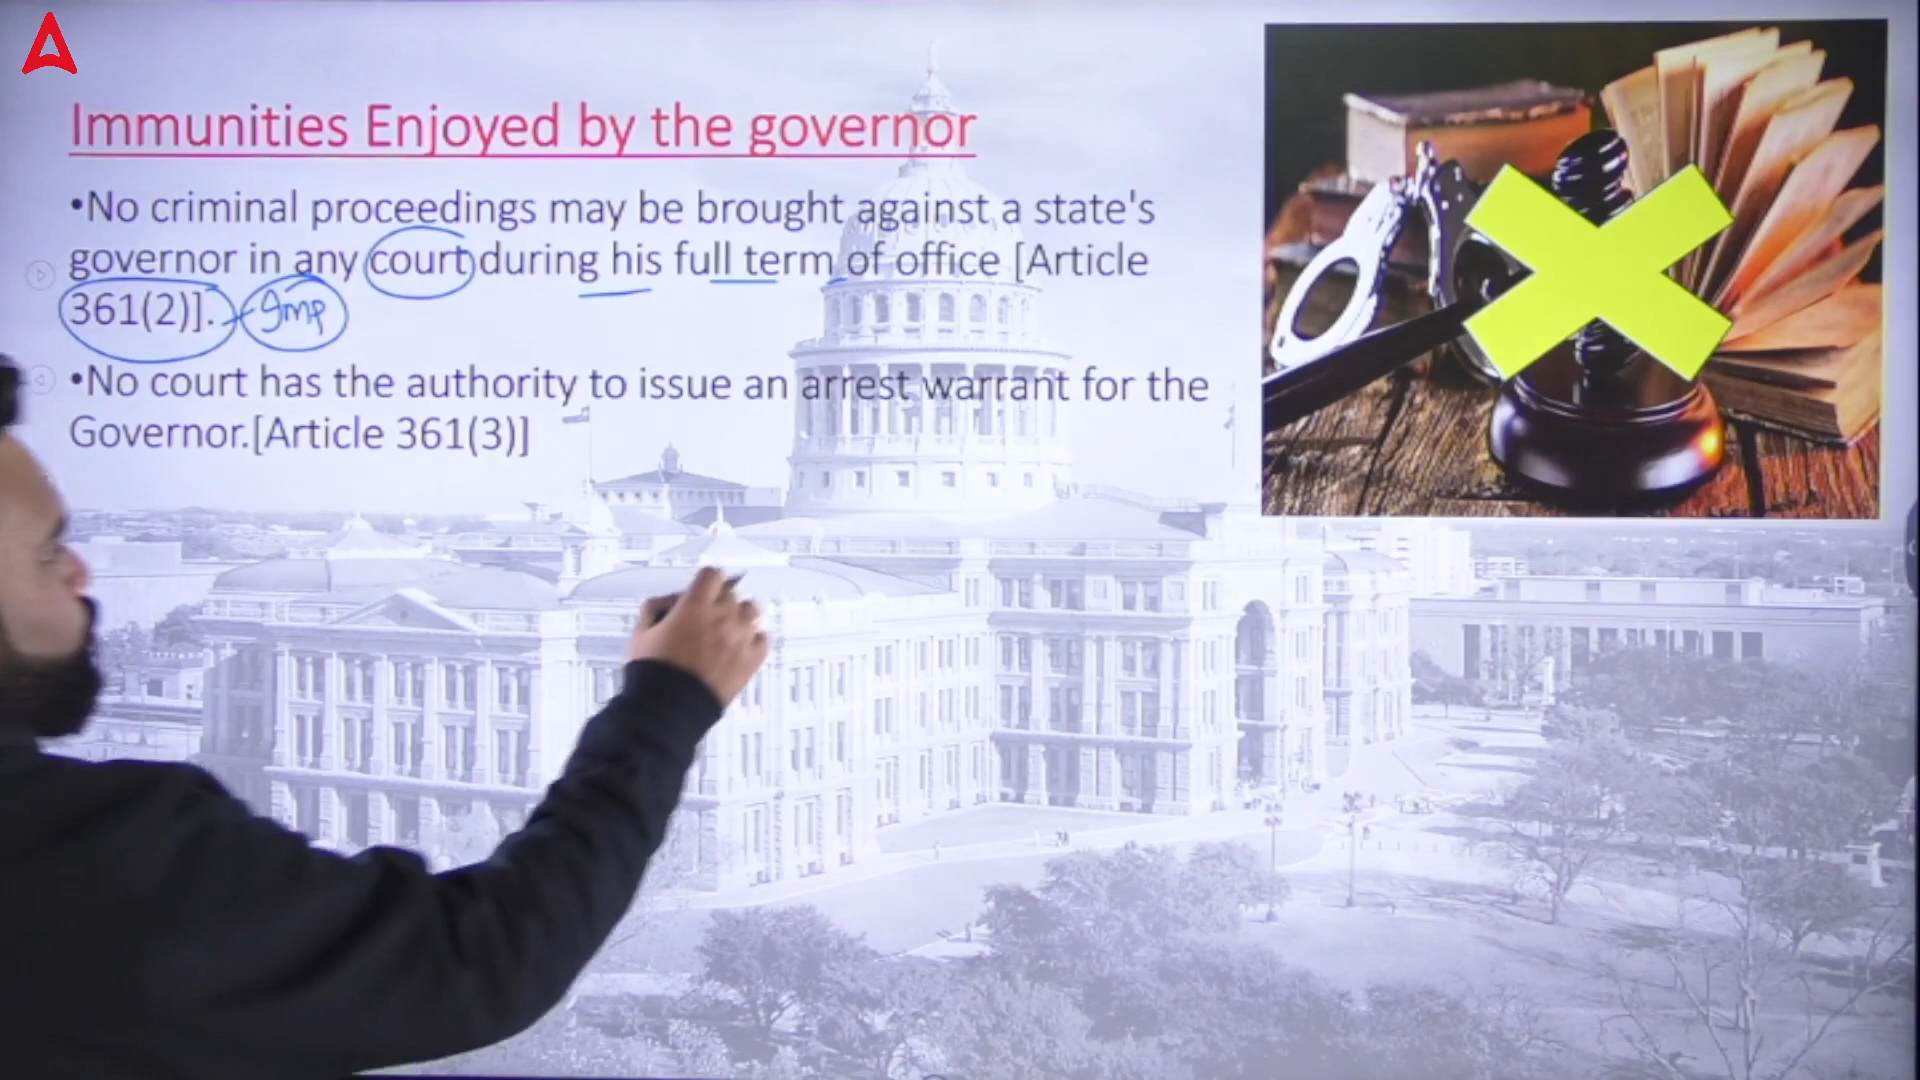 Immunities Enjoyed by the governor
•No criminal proceedings may be brought against a state's
governor in any court during his full term of office [Article
361(2)]. Imp
•No court has the authority to issue an arrest warrant for the
Governor.[Article 361(3)]